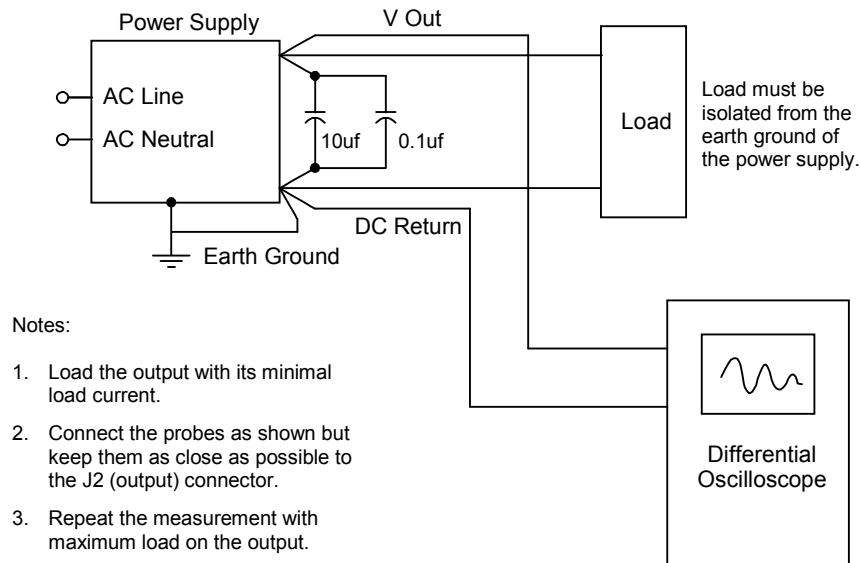 Power Supply
V Out
AC Line
AC Neutral
10uf
0.1uf
Load
Load must be
isolated from the
earth ground of
the power supply.
DC Return
Earth Ground
Notes:
1. Load the output with its minimal
load current.
2. Connect the probes as shown but
keep them as close as possible to
the J2 (output) connector.
3. Repeat the measurement with
maximum load on the output.
Differential
Oscilloscope